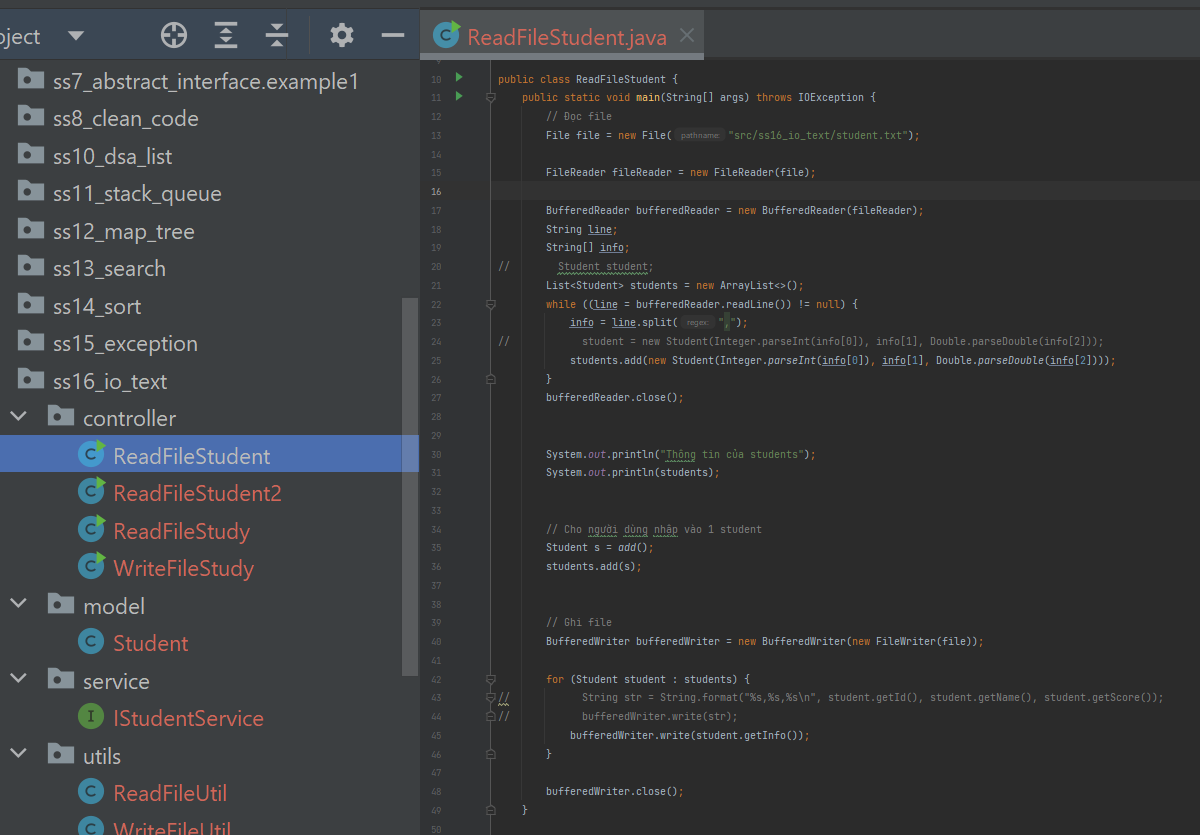 oject
ss7_abstract_interface.example1
ss8_clean_code
ss10_dsa_list
ss11_stack_queue
ss12_map_tree
ss13_search
ss14_sort
ss15_exception
ss16_io_text
controller
ReadFileStudent
ReadFileStudent2
ReadFileStudy
WriteFileStudy
model
Student
service
IStudentService
utils
ReadFileUtil
WriteFileUtil
ReadFileStudent.java
10 public class ReadFileStudent {
11 public static void main(String[] args) throws IOException {
12 // Đọc file
13 File file = new File( pathname: "src/ss16_io_text/student.txt");
14
15 FileReader fileReader = new FileReader(file);
16
17 BufferedReader bufferedReader = new BufferedReader(fileReader);
18 String line;
19 String[] info;
20 // Student student;
21 List<Student> students = new ArrayList<>();
22 while ((line = bufferedReader.readLine()) != null) {
23 info = line.split( regex: ",");
24 // student = new Student(Integer.parseInt(info[0]), info[1], Double.parseDouble(info[2]));
25 students.add(new Student(Integer.parseInt(info[0]), info[1], Double.parseDouble(info[2])));
26 }
27 bufferedReader.close();
28
29
30 System.out.println("Thông tin của students");
31 System.out.println(students);
32
33
34 // Cho người dùng nhập vào 1 student
35 Student s = add();
36 students.add(s);
37
38
39 // Ghi file
40 BufferedWriter bufferedWriter = new BufferedWriter(new FileWriter(file));
41
42 for (Student student : students) {
43 // String str = String.format("%s,%s,%s\n", student.getId(), student.getName(), student.getScore());
44 // bufferedWriter.write(str);
45 bufferedWriter.write(student.getInfo());
46 }
47
48 bufferedWriter.close();
49 }
50